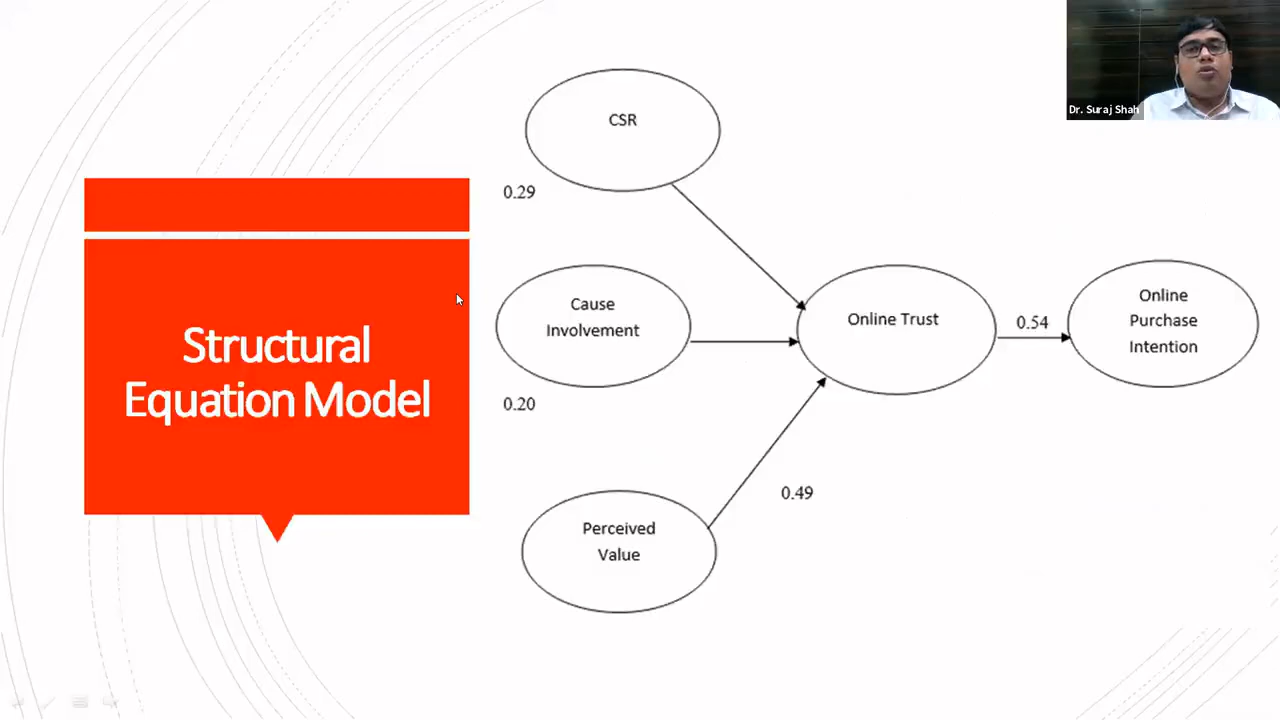 Dr. Suraj Shah
CSR
0.29
Structural
Equation Model
Cause
Involvement
0.20
Perceived
Value
0.49
Online Trust
0.54
Online
Purchase
Intention